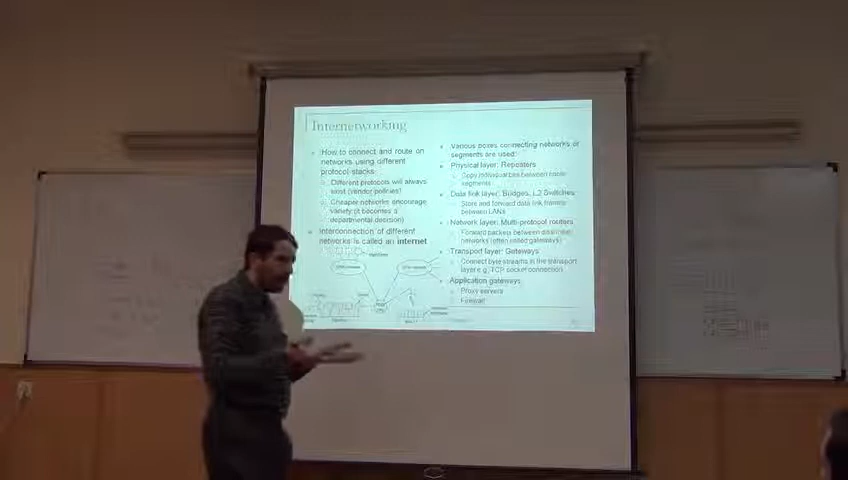 Internetworking
How to connect and route on
networks using different
protocol stacks:
Different protocols will always
exist (vendor policies)
Cheaper networks encourage
variety (it becomes a
departmental decision)
Interconnection of different
networks is called an internet
Various boxes connecting networks or
segments are used:
Physical layer: Repeaters
Copy individual bits between cable
segments
Data link layer: Bridges, L2 Switches
Store and forward data link frames
between LANs
Network layer: Multi-protocol routers
Forward packets between dissimilar
networks (often called gateways)
Transport layer: Gateways
Connect byte streams in the transport
layer e.g. TCP socket connection
Application gateways
Proxy servers
Firewall